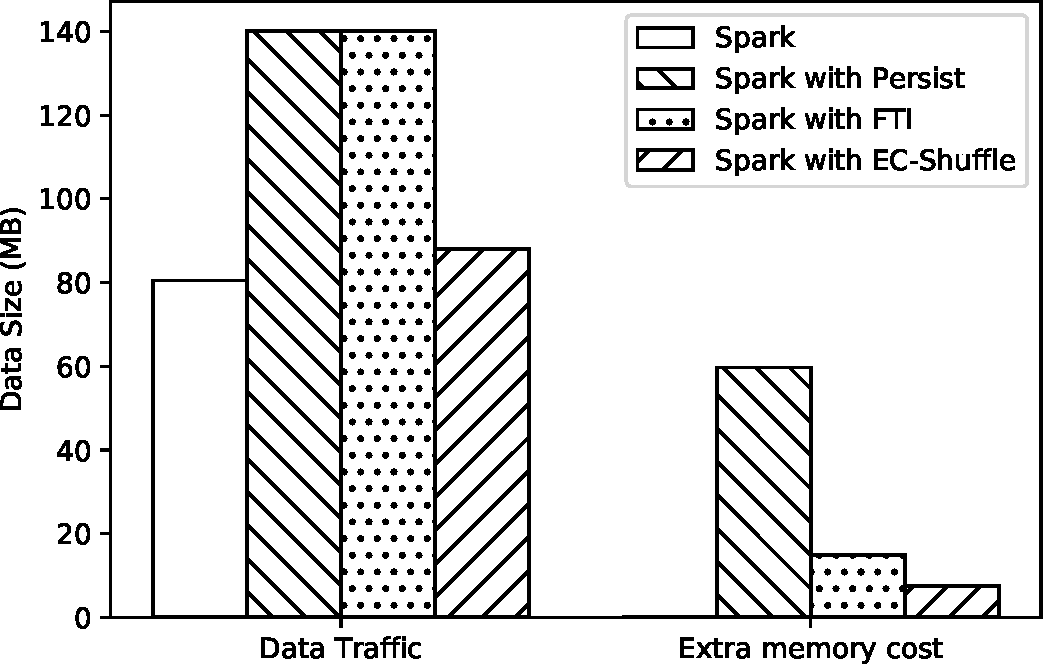 140
120
100
80
60
40
20
0
Data Size (MB)
Spark
Spark with Persist
Spark with FTI
Spark with EC-Shuffle
Data Traffic
Extra memory cost